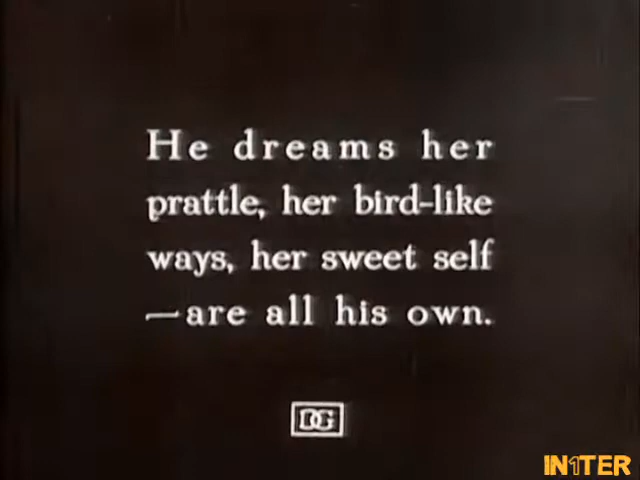 He dreams her
prattle, her bird-like
ways, her sweet self
—are all his own.
DG
IN1TER